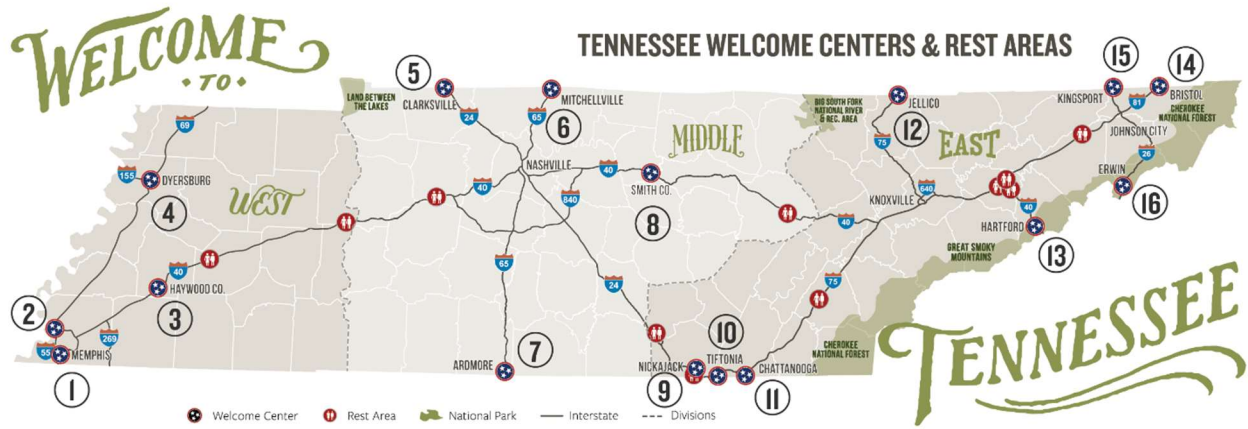 WELCOME
TO
TENNESSEE WELCOME CENTERS & REST AREAS
LAND BETWEEN
THE LAKES
5
CLARKSVILLE
24
MITCHELLVILLE
65
6
MIDDLE
BIG SOUTH FORK
NATIONAL RIVER
& REC. AREA
JELLICO
12
75
EAST
15
14
KINGSPORT
BRISTOL
81
CHEROKEE
NATIONAL FOREST
JOHNSON CITY
26
ERWIN
16
69
155
DYERSBURG
4
WEST
NASHVILLE
40
40
840
SMITH CO.
8
KNOXVILLE
640
40
40
HARTFORD
13
GREAT SMOKY
MOUNTAINS
40
HAYWOOD CO.
3
65
24
75
2
55
MEMPHIS
269
1
ARDMORE
7
10
NICKAJACK
TIFTONIA
CHATTANOOGA
9
11
CHEROKEE
NATIONAL FOREST
TENNESSEE
Welcome Center
Rest Area
National Park
Interstate
Divisions